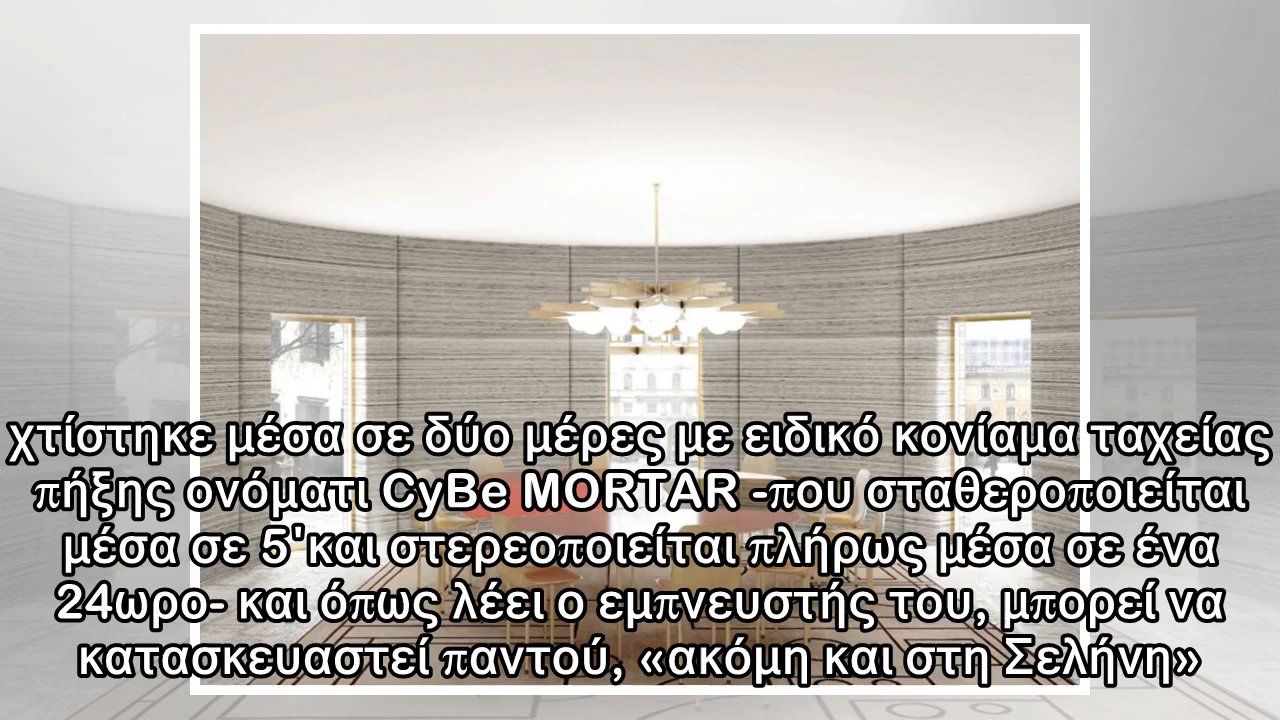 χτίστηκε μέσα σε δύο μέρες με ειδικό κονίαμα ταχείας
πήξης ονόματι CyBe MORTAR -που σταθεροποιείται
μέσα σε 5'και στερεοποιείται πλήρως μέσα σε ένα
24ωρο- και όπως λέει ο εμπνευστής του, μπορεί να
κατασκευαστεί παντού, «ακόμη και στη Σελήνη»